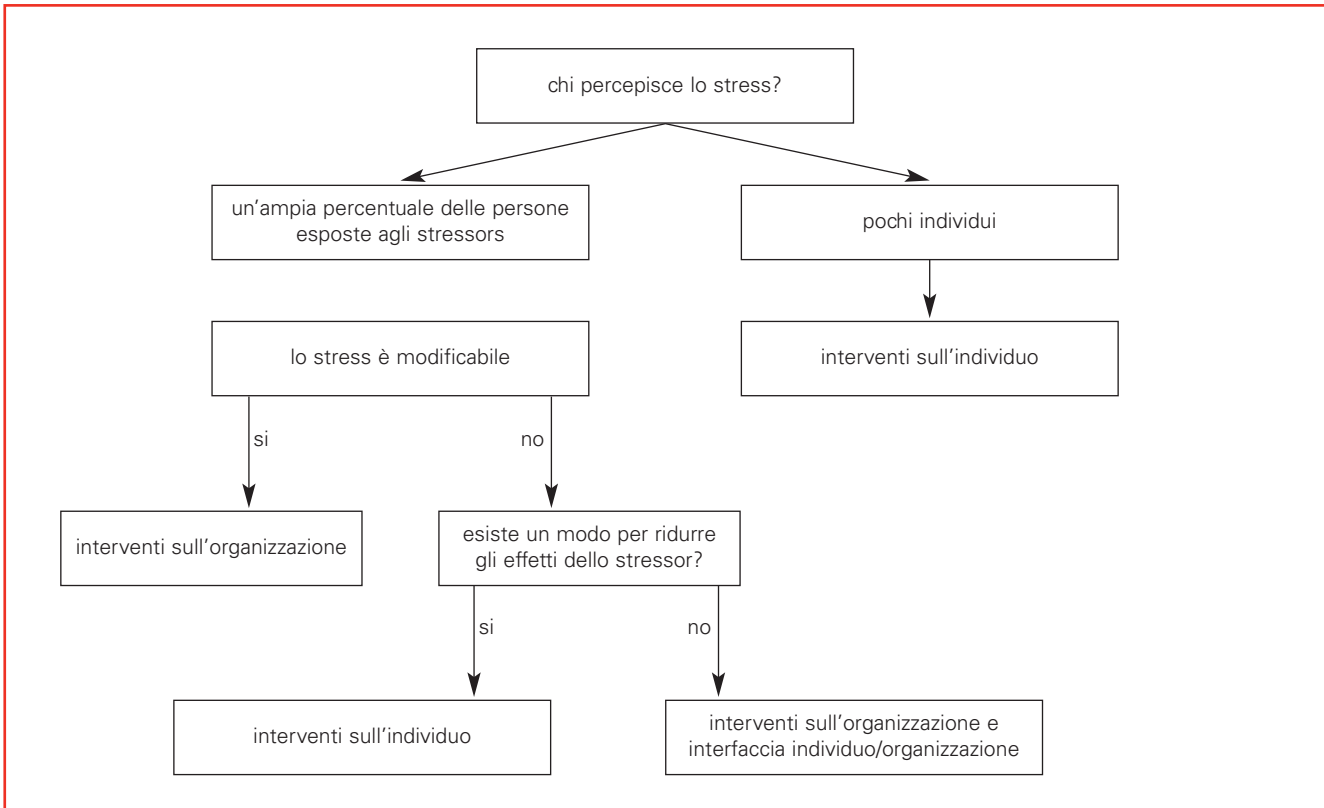 chi percepisce lo stress?
un'ampia percentuale delle persone
esposte agli stressors
pochi individui
lo stress è modificabile
interventi sull'individuo
si
no
interventi sull'organizzazione
esiste un modo per ridurre
gli effetti dello stressor?
si
no
interventi sull'individuo
interventi sull'organizzazione e
interfaccia individuo/organizzazione